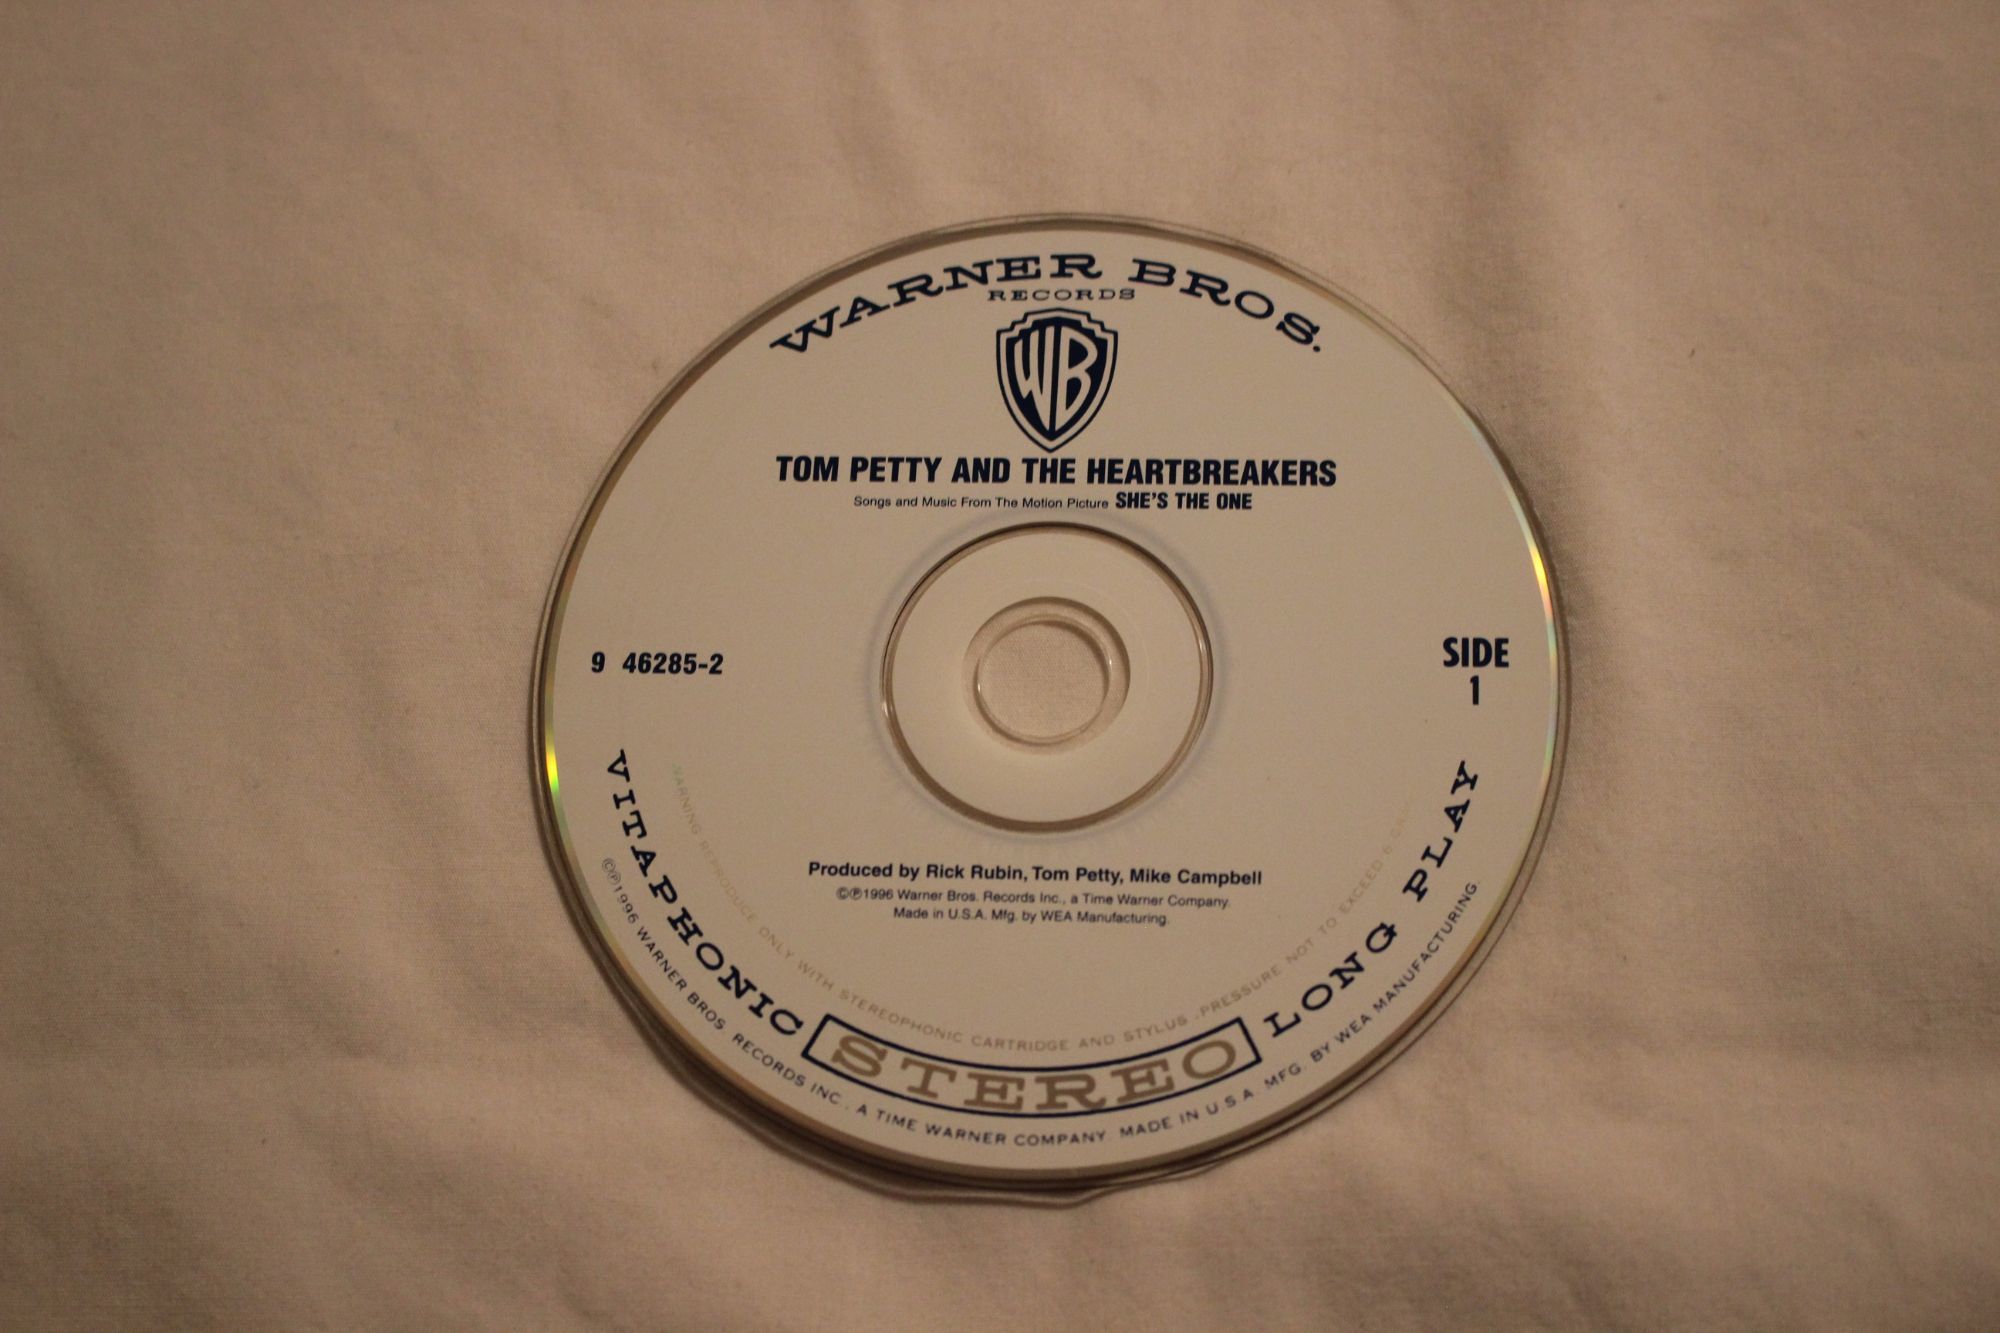 WARNER BROS.
RECORDS
WB
TOM PETTY AND THE HEARTBREAKERS
Songs and Music From The Motion Picture SHE'S THE ONE
9 46285-2
SIDE
1
Produced by Rick Rubin, Tom Petty, Mike Campbell
©℗1996 Warner Bros. Records Inc., a Time Warner Company.
Made in U.S.A. Mfg. by WEA Manufacturing.
WARNING REPRODUCE ONLY WITH STEREOPHONIC CARTRIDGE AND STYLUS. PRESSURE NOT TO EXCEED 6
VITAPHONIC STEREO LONG PLAY
©℗1996 WARNER BROS. RECORDS INC., A TIME WARNER COMPANY. MADE IN U.S.A. MFG. BY WEA MANUFACTURING.